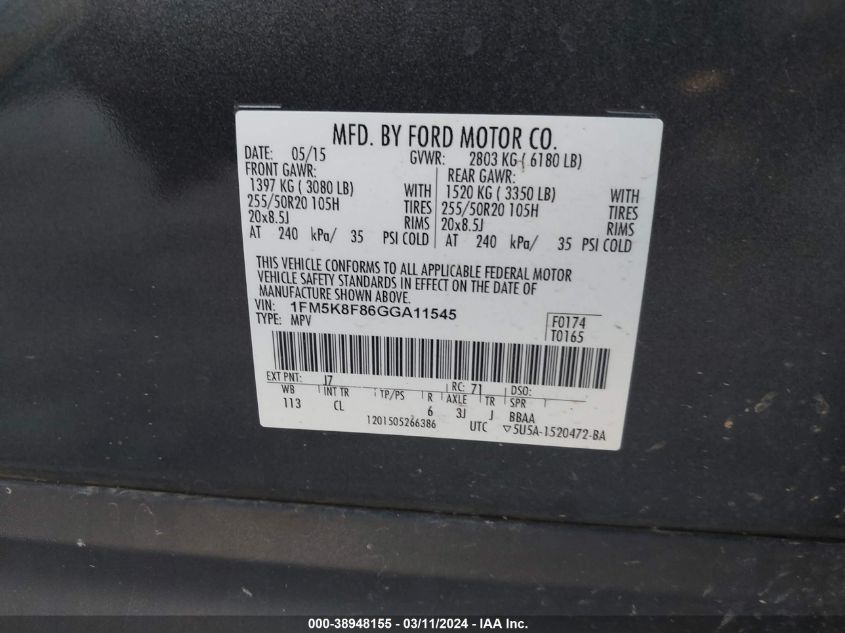 MFD. BY FORD MOTOR CO.
DATE: 05/15 GVWR: 2803 KG ( 6180 LB)
FRONT GAWR: REAR GAWR:
1397 KG ( 3080 LB) WITH 1520 KG ( 3350 LB) WITH
255/50R20 105H TIRES 255/50R20 105H TIRES
20x8.5J RIMS 20x8.5J RIMS
AT 240 kPa/ 35 PSI COLD AT 240 kPa/ 35 PSI COLD
THIS VEHICLE CONFORMS TO ALL APPLICABLE FEDERAL MOTOR
VEHICLE SAFETY STANDARDS IN EFFECT ON THE DATE OF
MANUFACTURE SHOWN ABOVE.
VIN: 1FM5K8F86GGA11545
TYPE: MPV
F0174
T0165
EXT PNT: J7 RC: 71 DSO:
WB INT TR TP/PS R AXLE TR SPR
113 CL 6 3J J BBAA
1201505266386 UTC ▽5U5A-1520472-BA
000-38948155 - 03/11/2024 - IAA Inc.